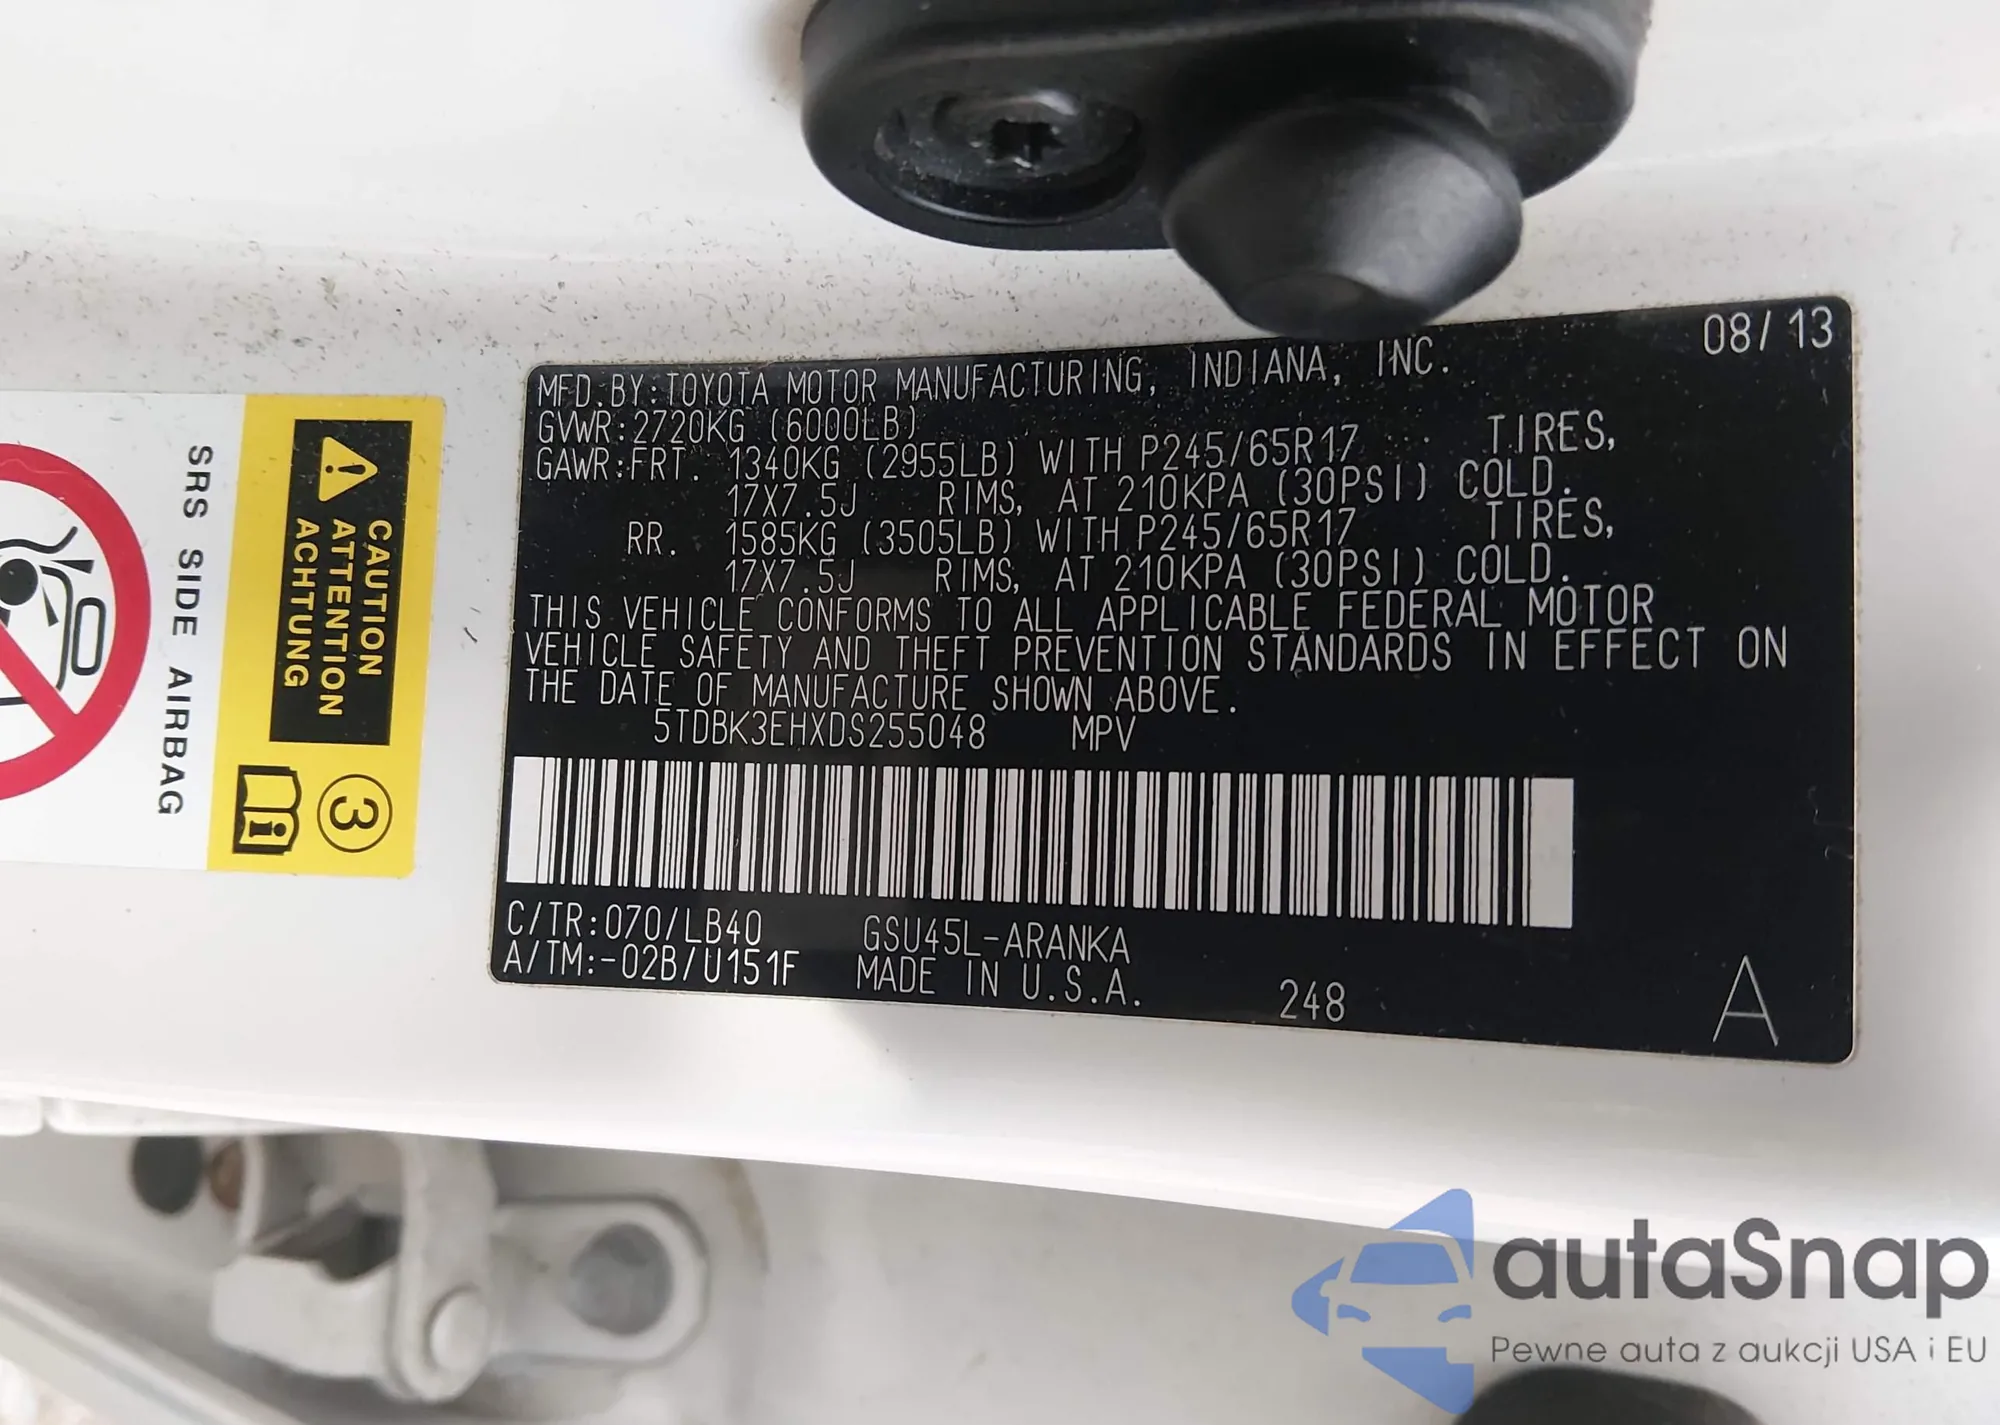 08/13
MFD.BY:TOYOTA MOTOR MANUFACTURING, INDIANA, INC.
GVWR:2720KG (6000LB)
GAWR:FRT. 1340KG (2955LB) WITH P245/65R17 TIRES,
17X7.5J RIMS, AT 210KPA (30PSI) COLD.
RR. 1585KG (3505LB) WITH P245/65R17 TIRES,
17X7.5J RIMS, AT 210KPA (30PSI) COLD.
THIS VEHICLE CONFORMS TO ALL APPLICABLE FEDERAL MOTOR
VEHICLE SAFETY AND THEFT PREVENTION STANDARDS IN EFFECT ON
THE DATE OF MANUFACTURE SHOWN ABOVE.
5TDBK3EHXDS255048 MPV
C/TR:070/LB40 GSU45L-ARANKA
A/TM:-02B/U151F MADE IN U.S.A.
248
A
CAUTION
ATTENTION
ACHTUNG
3
i
SRS SIDE AIRBAG
autaSnap
Pewne auta z aukcji USA i EU